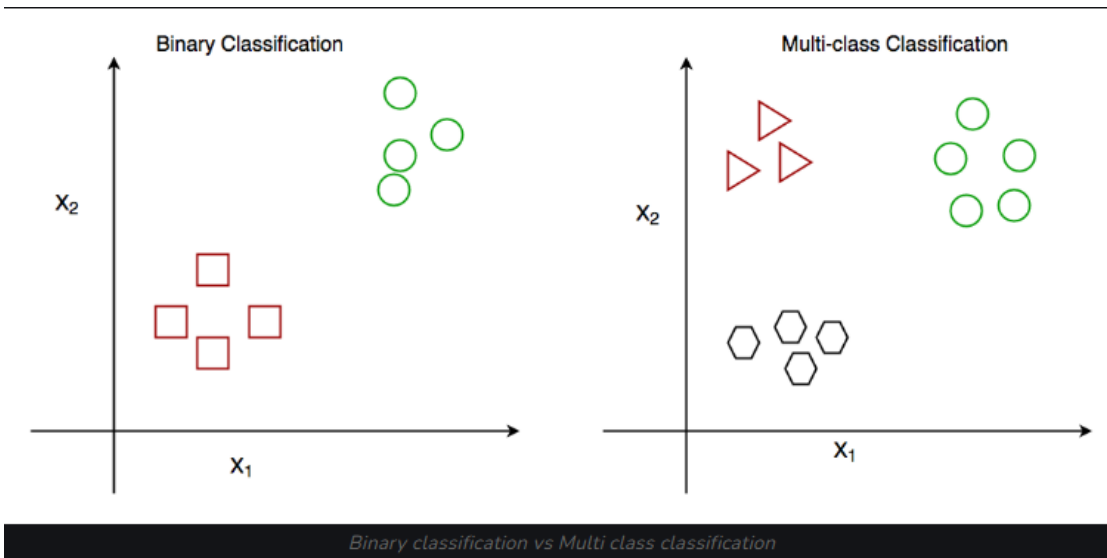 Binary Classification
X₂
X₁
Multi-class Classification
X₂
X₁
Binary classification vs Multi class classification